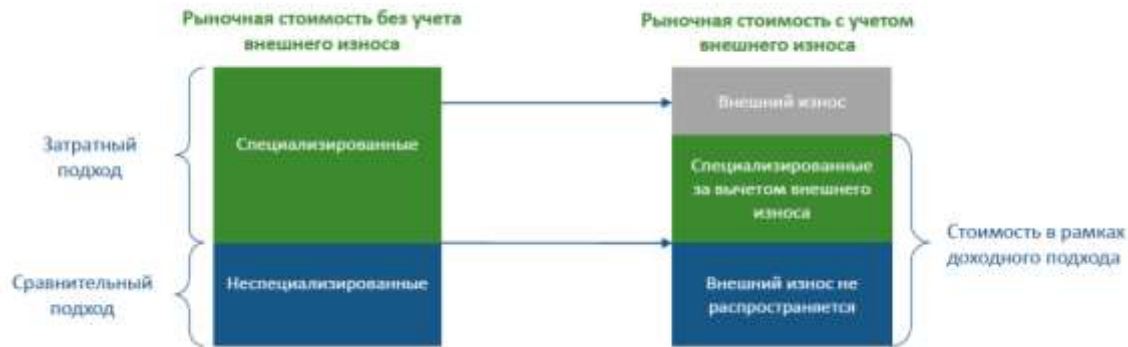 Рыночная стоимость без учета
внешнего износа
Рыночная стоимость с учетом
внешнего износа
Затратный
подход
Специализированные
Внешний износ
Специализированные
за вычетом внешнего
износа
Стоимость в рамках
доходного подхода
Сравнительный
подход
Неспециализированные
Внешний износ не
распространяется